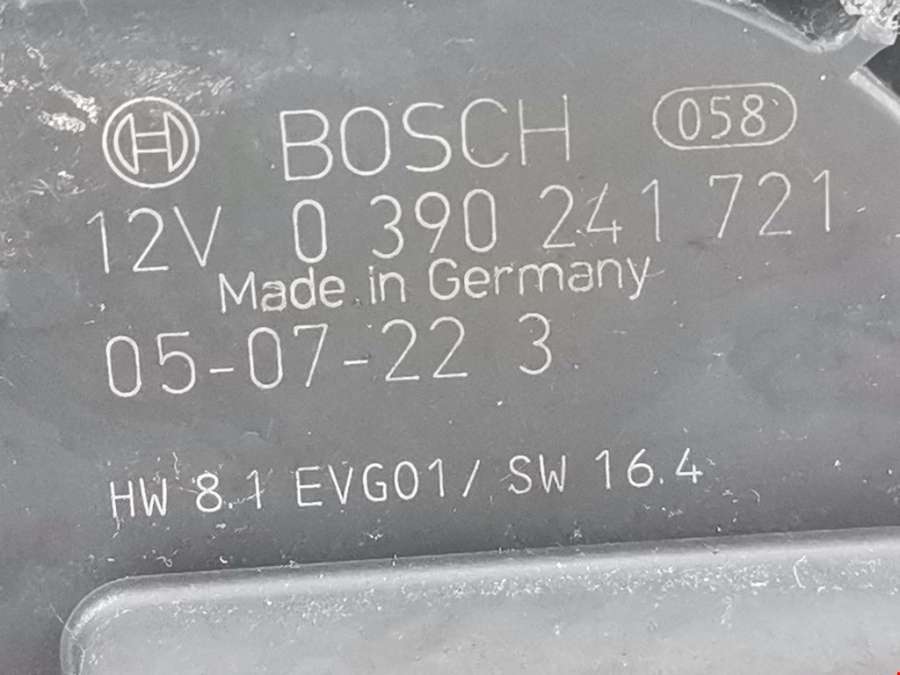 BOSCH 058
12V 0 390 241 721
Made in Germany
05-07-22 3
HW 8.1 EVG01/ SW 16.4